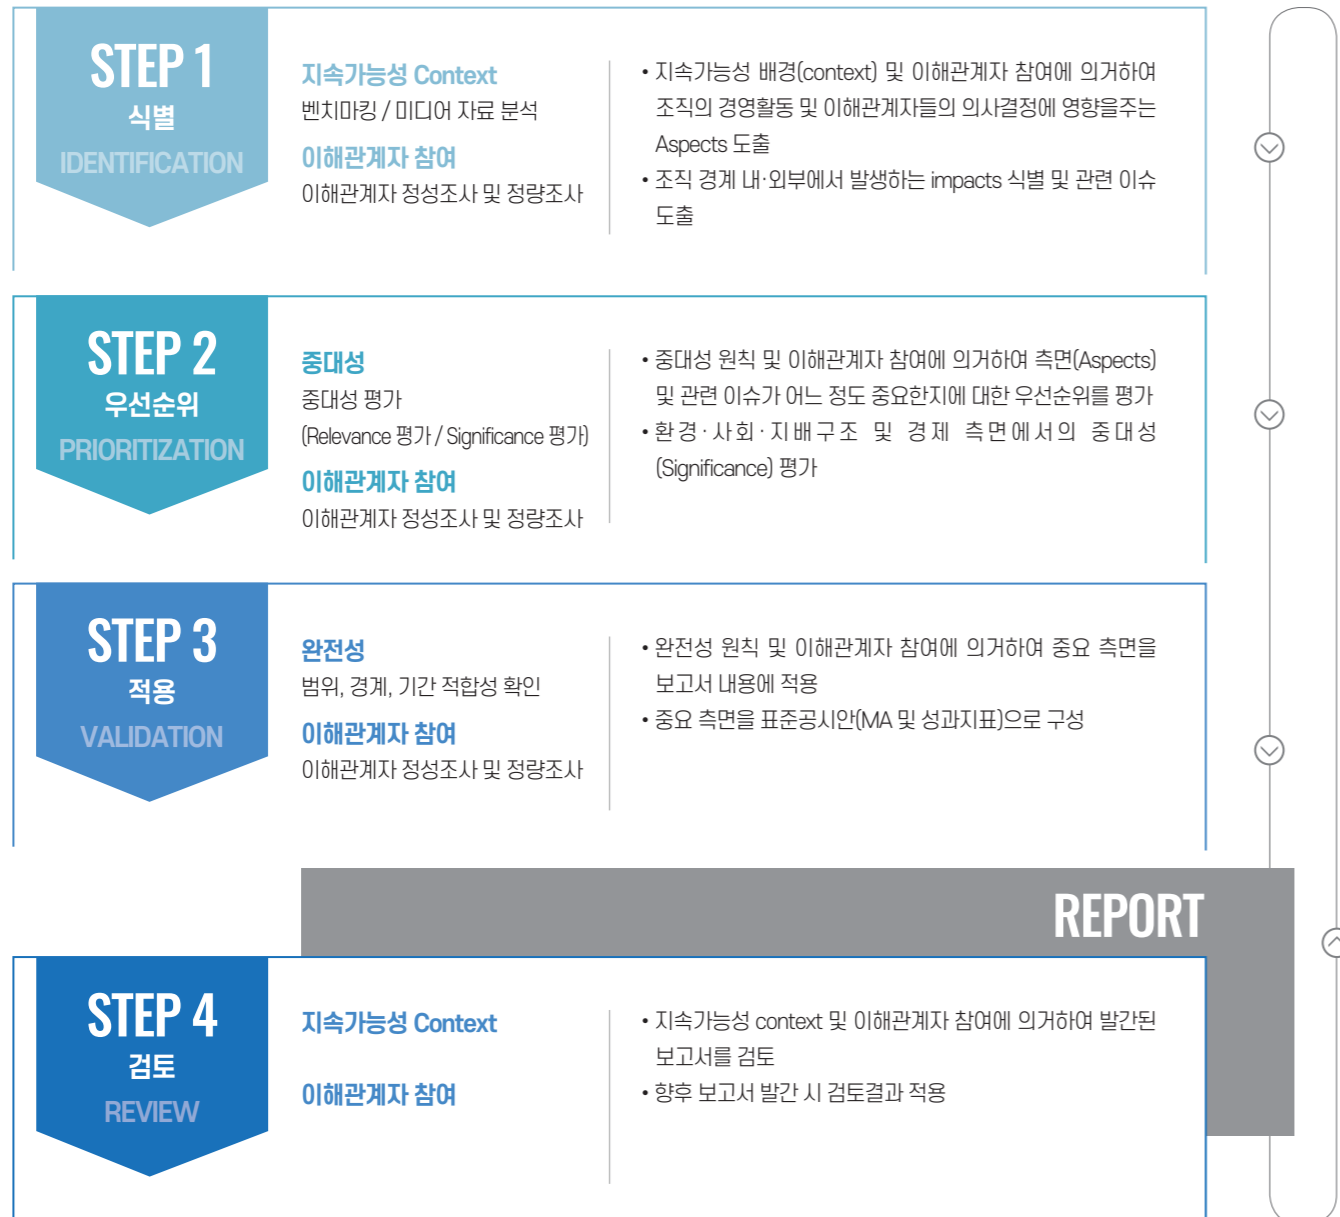 STEP 1
식별
IDENTIFICATION
지속가능성 Context
벤치마킹 / 미디어 자료 분석
이해관계자 참여
이해관계자 정성조사 및 정량조사
• 지속가능성 배경(context) 및 이해관계자 참여에 의거하여
조직의 경영활동 및 이해관계자들의 의사결정에 영향을주는
Aspects 도출
• 조직 경계 내·외부에서 발생하는 impacts 식별 및 관련 이슈
도출
STEP 2
우선순위
PRIORITIZATION
중대성
중대성 평가
(Relevance 평가 / Significance 평가)
이해관계자 참여
이해관계자 정성조사 및 정량조사
• 중대성 원칙 및 이해관계자 참여에 의거하여 측면(Aspects)
및 관련 이슈가 어느 정도 중요한지에 대한 우선순위를 평가
• 환경·사회·지배구조 및 경제 측면에서의 중대성
(Significance) 평가
STEP 3
적용
VALIDATION
완전성
범위, 경계, 기간 적합성 확인
이해관계자 참여
이해관계자 정성조사 및 정량조사
• 완전성 원칙 및 이해관계자 참여에 의거하여 중요 측면을
보고서 내용에 적용
• 중요 측면을 표준공시안(MA 및 성과지표)으로 구성
REPORT
STEP 4
검토
REVIEW
지속가능성 Context
이해관계자 참여
• 지속가능성 context 및 이해관계자 참여에 의거하여 발간된
보고서를 검토
• 향후 보고서 발간 시 검토결과 적용